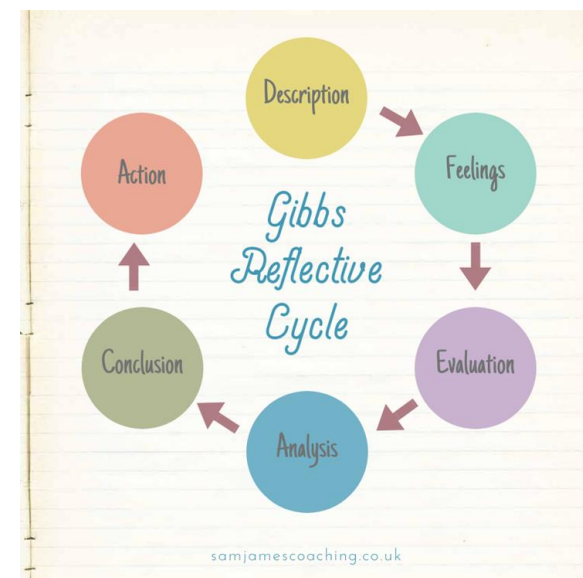 Description
Feelings
Evaluation
Analysis
Conclusion
Action
Gibbs
Reflective
Cycle
samjamescoaching.co.uk